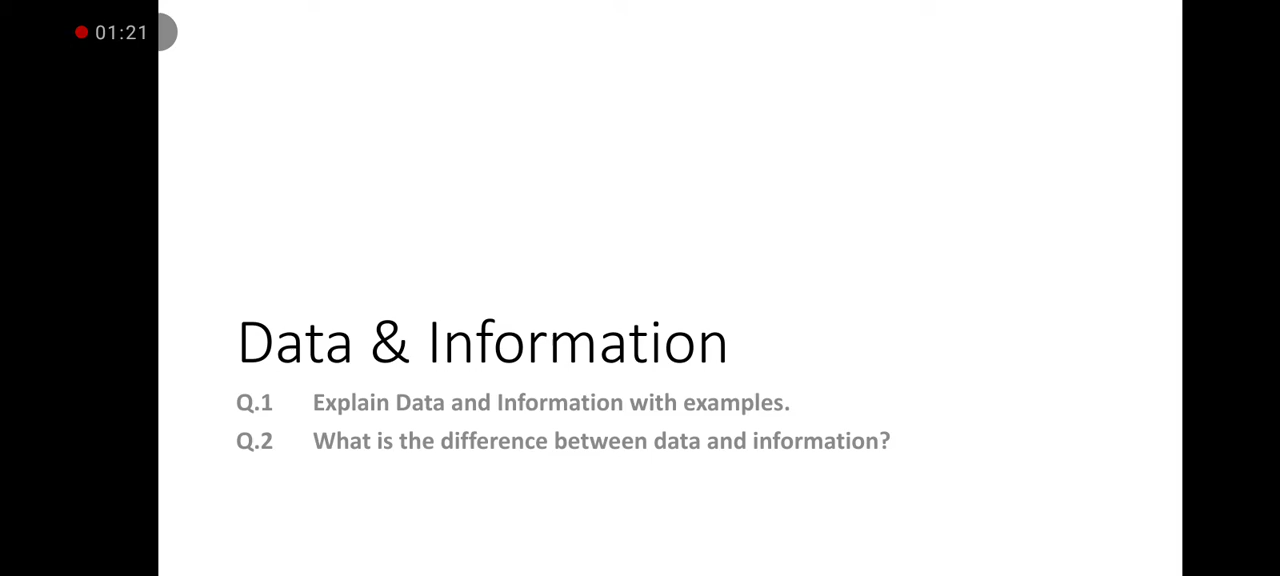 01:21
Data & Information
Q.1 Explain Data and Information with examples.
Q.2 What is the difference between data and information?